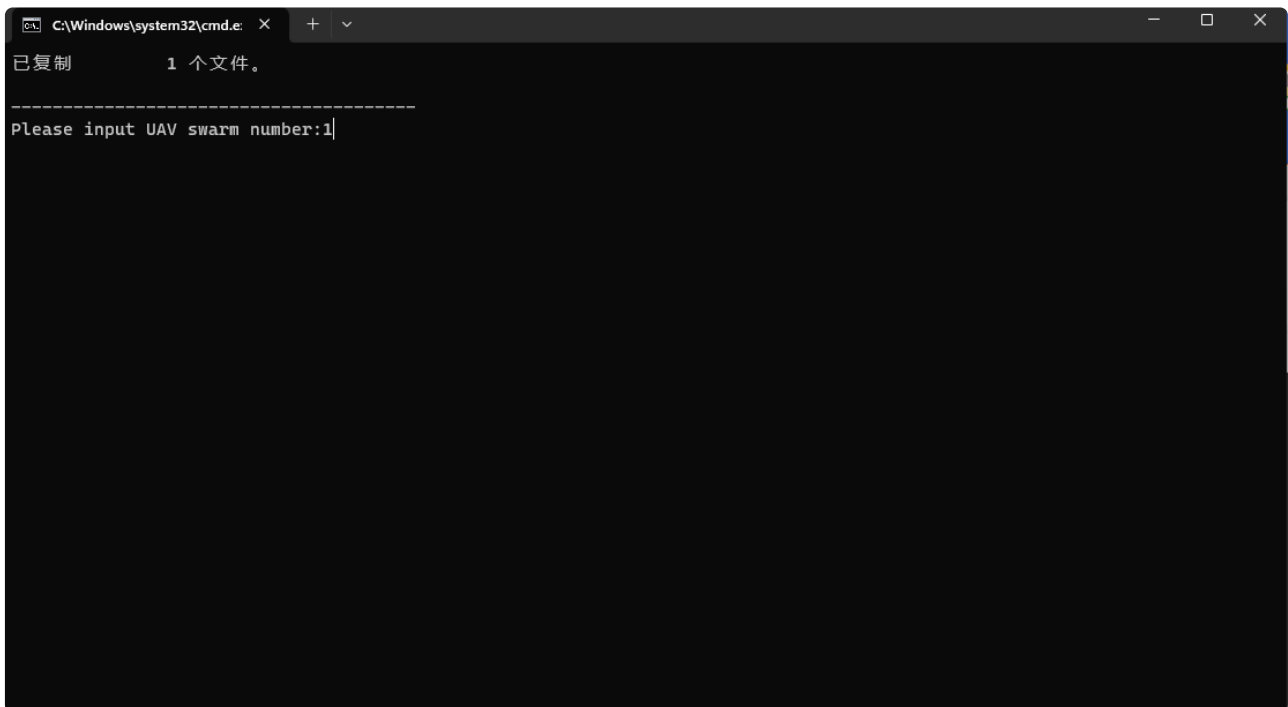 C:\Windows\system32\cmd.e:
已复制         1 个文件。
---------------------------------------
Please input UAV swarm number:1